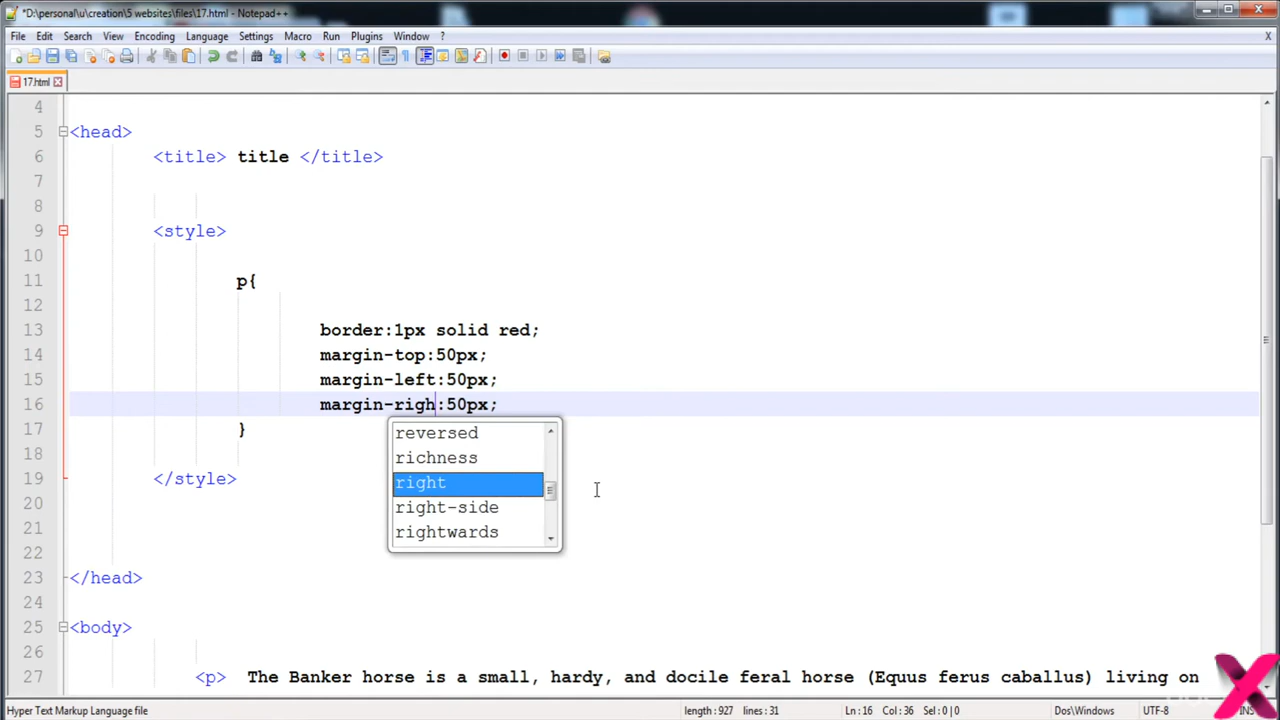 *D:\personal\u\creation\5 websites\files\17.html - Notepad++
File Edit Search View Encoding Language Settings Macro Run Plugins Window ? X
17.html
4
5 <head>
6 <title> title </title>
7
8
9 <style>
10
11 p{
12
13 border:1px solid red;
14 margin-top:50px;
15 margin-left:50px;
16 margin-righ:50px;
17 }
reversed
18
richness
19 </style>
right
20
right-side
21
rightwards
22
23 </head>
24
25 <body>
26
27 <p> The Banker horse is a small, hardy, and docile feral horse (Equus ferus caballus) living on
Hyper Text Markup Language file length: 927 lines: 31 Ln: 16 Col: 36 Sel: 0 | 0 Dos\Windows UTF-8 INS